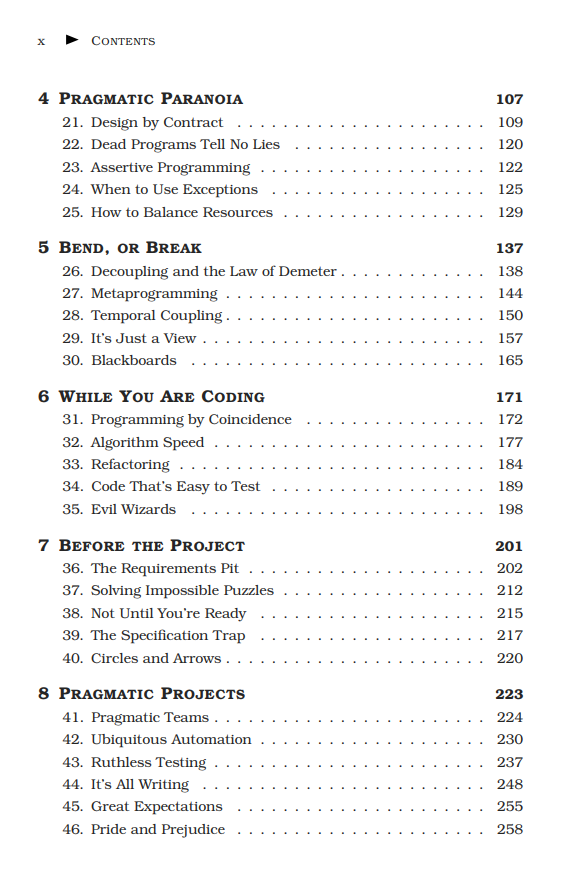 x ► CONTENTS
4 PRAGMATIC PARANOIA 107
21. Design by Contract . . . . . . . . . . . . . . . . . . . . . . 109
22. Dead Programs Tell No Lies . . . . . . . . . . . . . . . . . 120
23. Assertive Programming . . . . . . . . . . . . . . . . . . . . 122
24. When to Use Exceptions . . . . . . . . . . . . . . . . . . . 125
25. How to Balance Resources . . . . . . . . . . . . . . . . . . 129
5 BEND, OR BREAK 137
26. Decoupling and the Law of Demeter . . . . . . . . . . . . . 138
27. Metaprogramming . . . . . . . . . . . . . . . . . . . . . . . 144
28. Temporal Coupling . . . . . . . . . . . . . . . . . . . . . . . 150
29. It's Just a View . . . . . . . . . . . . . . . . . . . . . . . . . 157
30. Blackboards . . . . . . . . . . . . . . . . . . . . . . . . . . 165
6 WHILE YOU ARE CODING 171
31. Programming by Coincidence . . . . . . . . . . . . . . . . 172
32. Algorithm Speed . . . . . . . . . . . . . . . . . . . . . . . . 177
33. Refactoring . . . . . . . . . . . . . . . . . . . . . . . . . . . 184
34. Code That's Easy to Test . . . . . . . . . . . . . . . . . . . 189
35. Evil Wizards . . . . . . . . . . . . . . . . . . . . . . . . . . 198
7 BEFORE THE PROJECT 201
36. The Requirements Pit . . . . . . . . . . . . . . . . . . . . . 202
37. Solving Impossible Puzzles . . . . . . . . . . . . . . . . . . 212
38. Not Until You're Ready . . . . . . . . . . . . . . . . . . . . 215
39. The Specification Trap . . . . . . . . . . . . . . . . . . . . 217
40. Circles and Arrows . . . . . . . . . . . . . . . . . . . . . . . 220
8 PRAGMATIC PROJECTS 223
41. Pragmatic Teams . . . . . . . . . . . . . . . . . . . . . . . . 224
42. Ubiquitous Automation . . . . . . . . . . . . . . . . . . . . 230
43. Ruthless Testing . . . . . . . . . . . . . . . . . . . . . . . . 237
44. It's All Writing . . . . . . . . . . . . . . . . . . . . . . . . . 248
45. Great Expectations . . . . . . . . . . . . . . . . . . . . . . 255
46. Pride and Prejudice . . . . . . . . . . . . . . . . . . . . . . 258